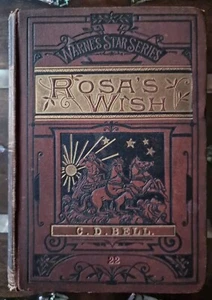 WARNE'S STAR SERIES
ROSA'S
WISH
C.D.BELL.
22